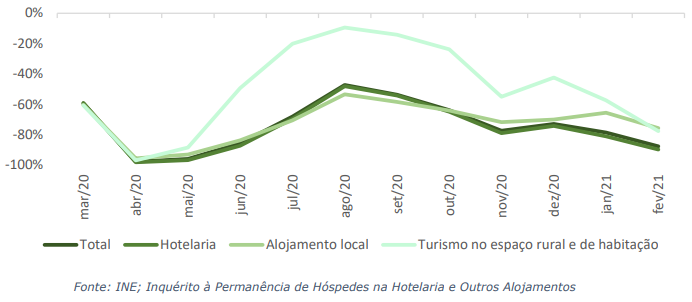 0%
-20%
-40%
-60%
-80%
-100%
mar/20 abr/20 mai/20 jun/20 jul/20 ago/20 set/20 out/20 nov/20 dez/20 jan/21 fev/21
Total Hotelaria Alojamento local Turismo no espaço rural e de habitação
Fonte: INE; Inquérito à Permanência de Hóspedes na Hotelaria e Outros Alojamentos